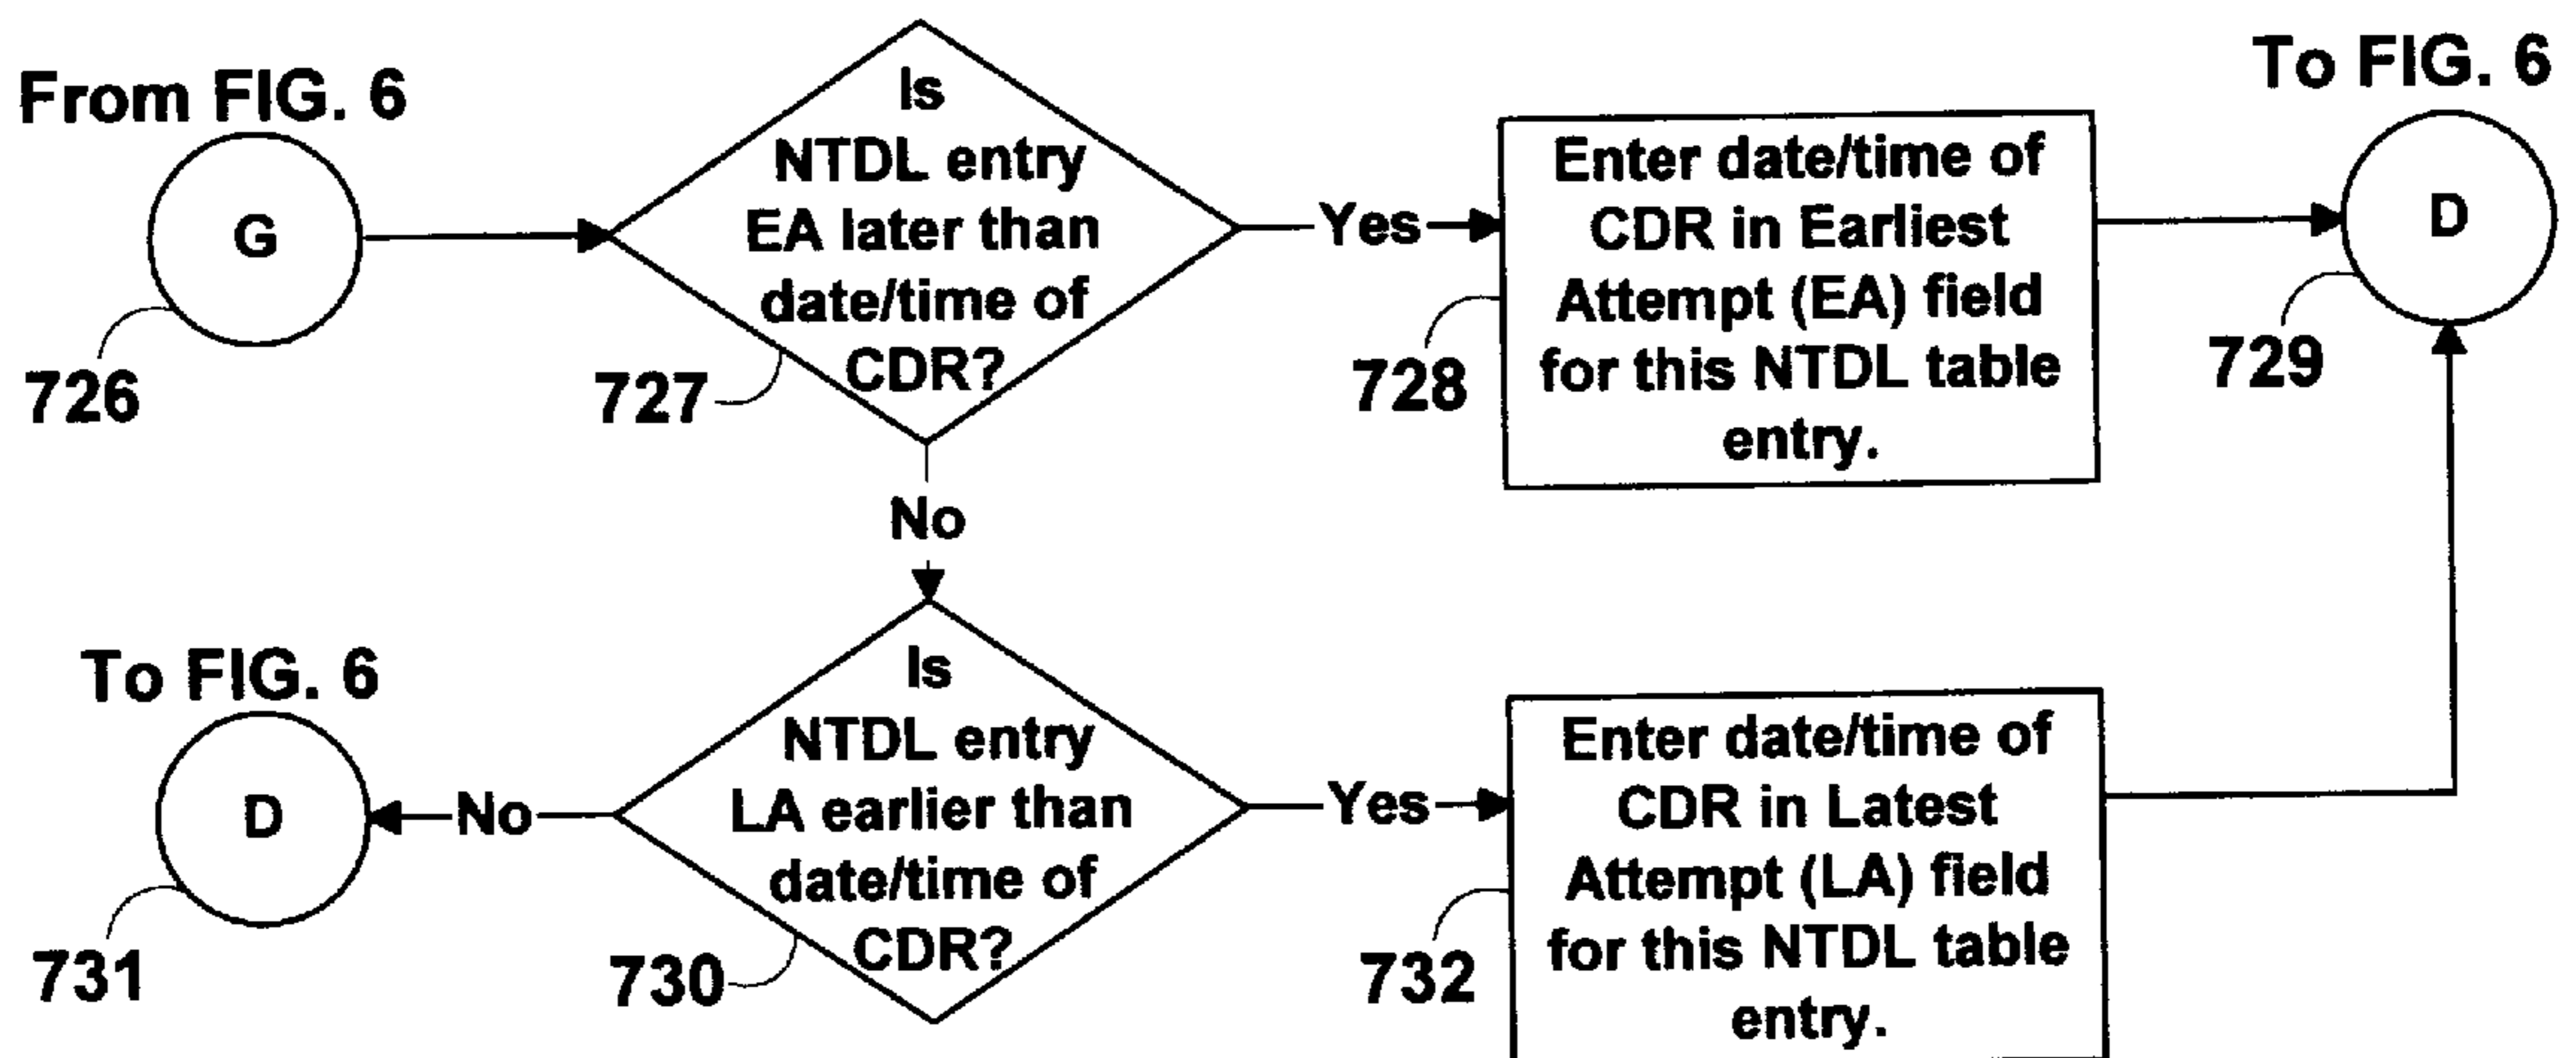 From FIG. 6
G
726
Is
NTDL entry
EA later than
date/time of
CDR?
727
Yes
Enter date/time of
CDR in Earliest
Attempt (EA) field
for this NTDL table
entry.
728
To FIG. 6
D
729
No
To FIG. 6
D
731
No
Is
NTDL entry
LA earlier than
date/time of
CDR?
730
Yes
Enter date/time of
CDR in Latest
Attempt (LA) field
for this NTDL table
entry.
732